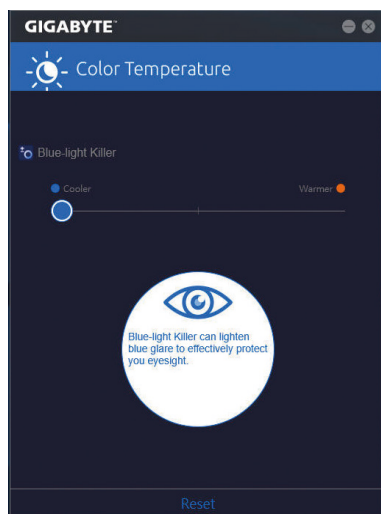 GIGABYTE™
Color Temperature
Blue-light Killer
Cooler Warmer
Blue-light Killer can lighten
blue glare to effectively protect
you eyesight.
Reset